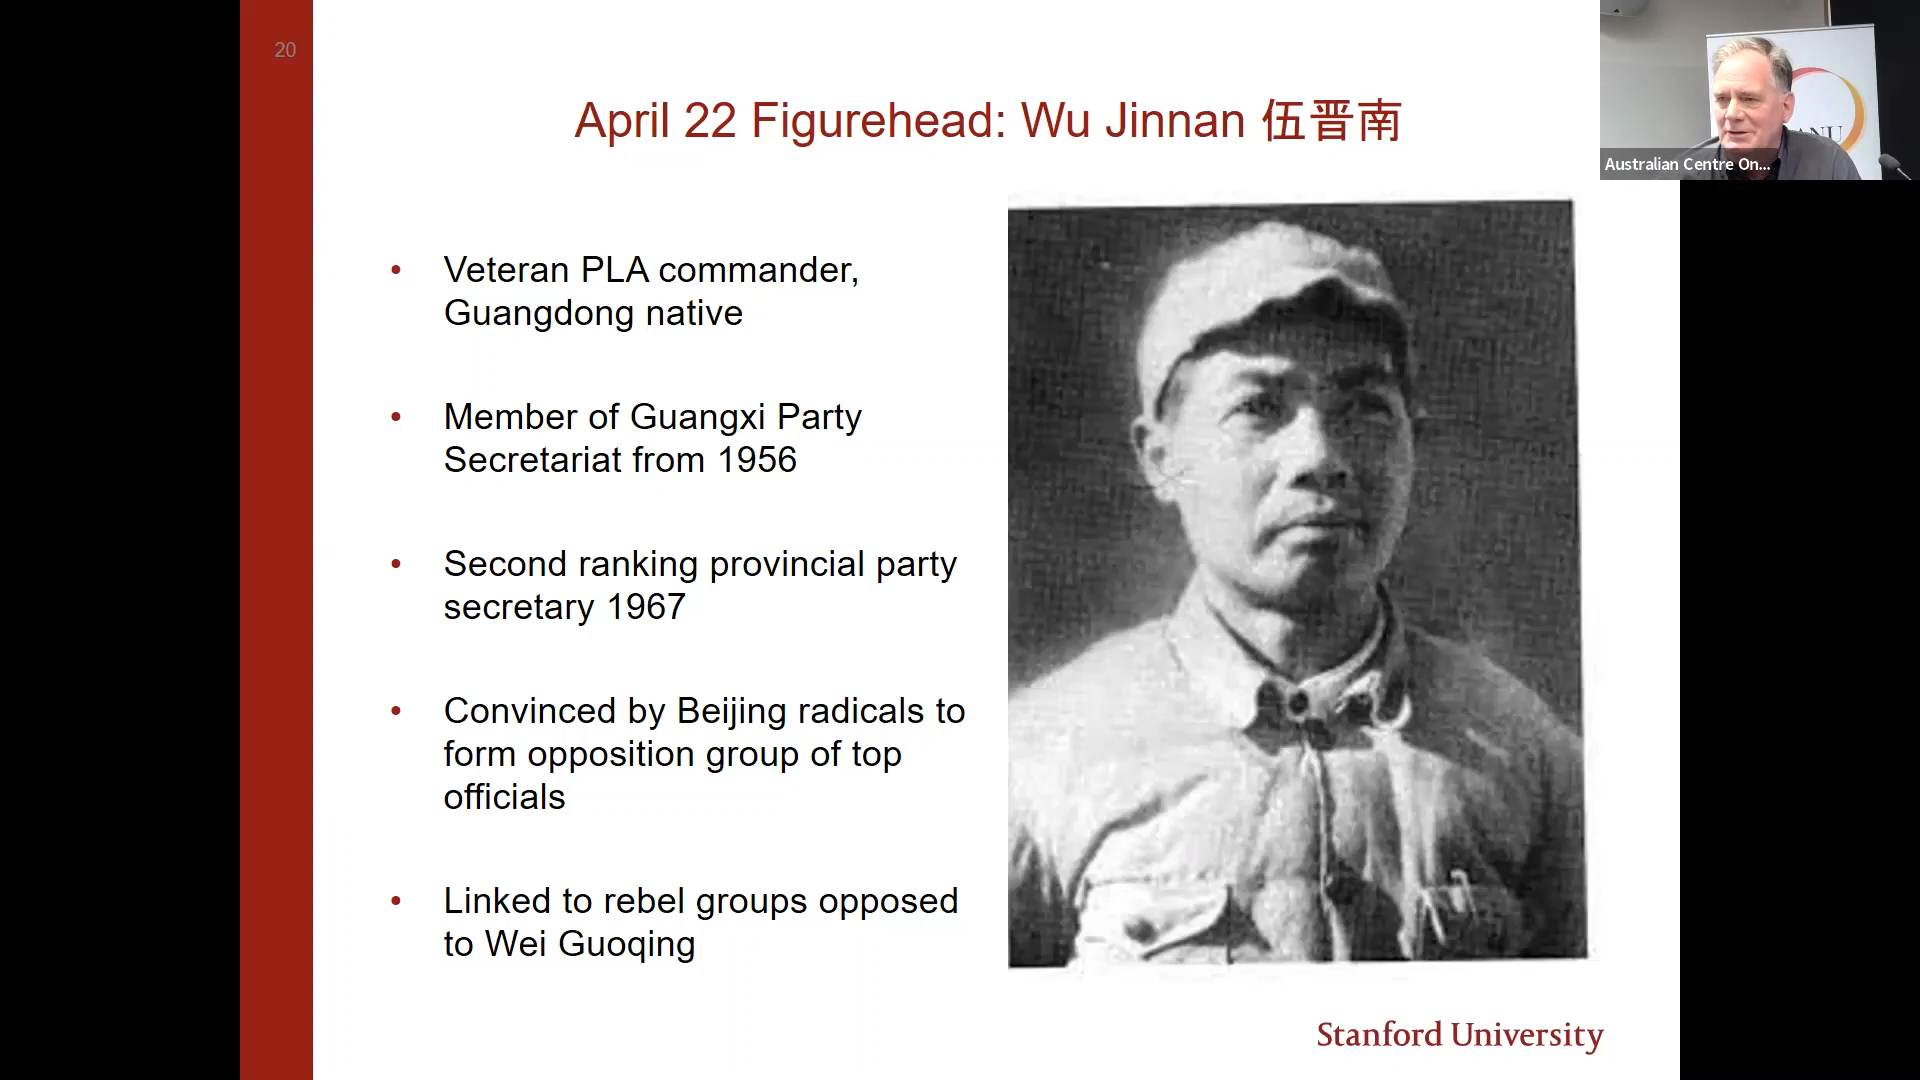 20
April 22 Figurehead: Wu Jinnan 伍晋南
• Veteran PLA commander,
Guangdong native
• Member of Guangxi Party
Secretariat from 1956
• Second ranking provincial party
secretary 1967
• Convinced by Beijing radicals to
form opposition group of top
officials
• Linked to rebel groups opposed
to Wei Guoqing
Stanford University
ANU
Australian Centre On...